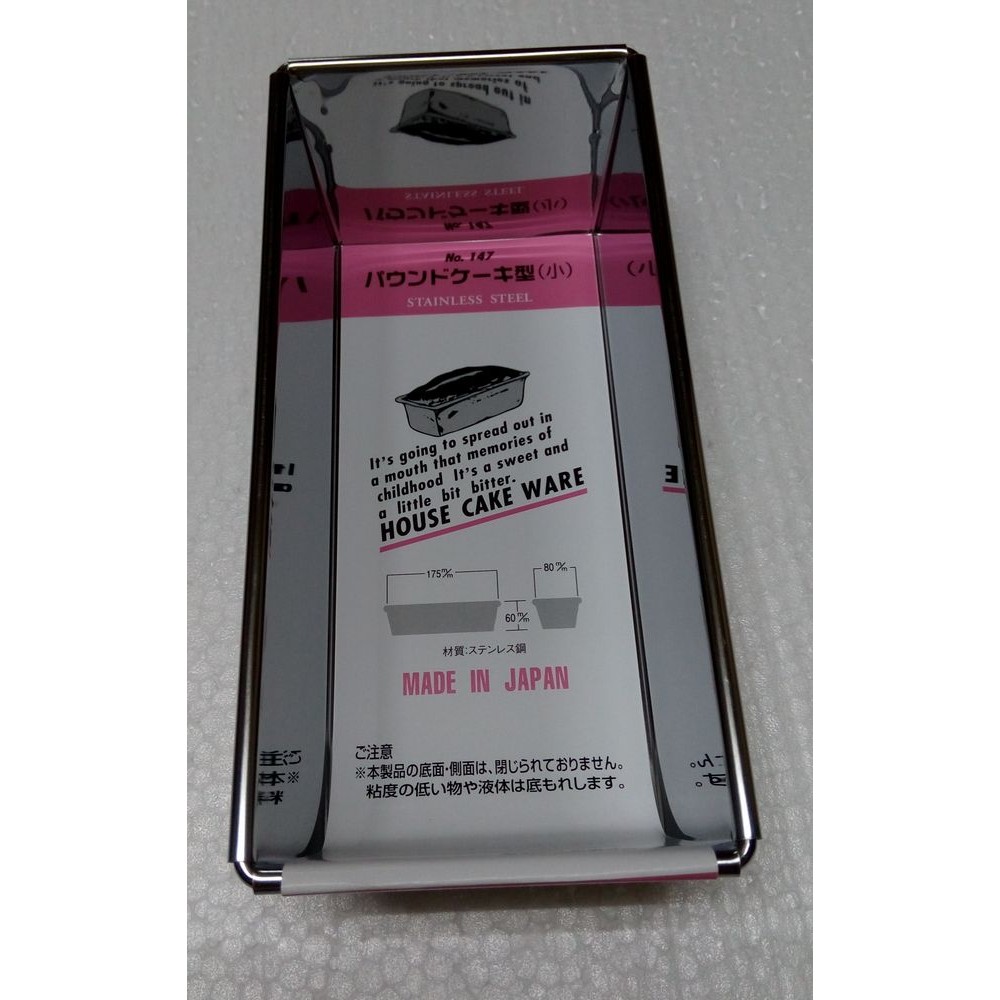 No. 147
パウンドケーキ型(小)
STAINLESS STEEL
It's going to spread out in
a mouth that memories of
childhood It's a sweet and
a little bit bitter.
HOUSE CAKE WARE
175m/m
80m/m
60m/m
材質:ステンレス鋼
MADE IN JAPAN
ご注意
※本製品の底面・側面は、閉じられておりません。
粘度の低い物や液体は底もれします。